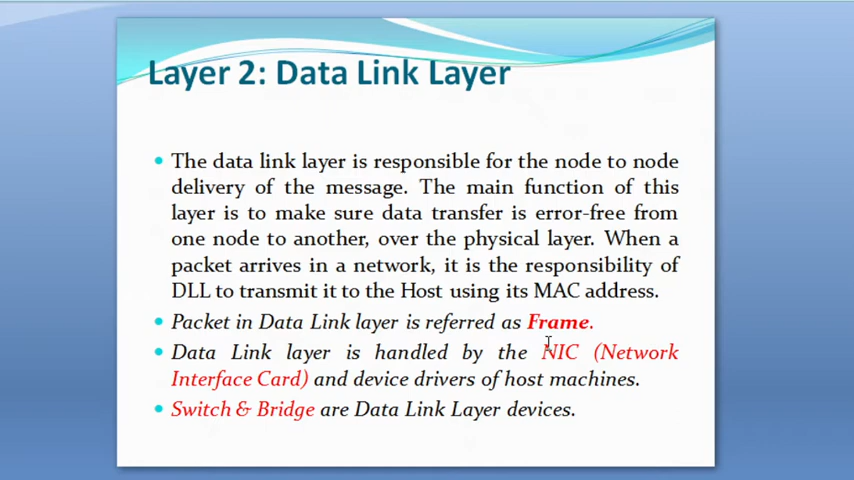 Layer 2: Data Link Layer
The data link layer is responsible for the node to node
delivery of the message. The main function of this
layer is to make sure data transfer is error-free from
one node to another, over the physical layer. When a
packet arrives in a network, it is the responsibility of
DLL to transmit it to the Host using its MAC address.
Packet in Data Link layer is referred as Frame.
Data Link layer is handled by the NIC (Network
Interface Card) and device drivers of host machines.
Switch & Bridge are Data Link Layer devices.